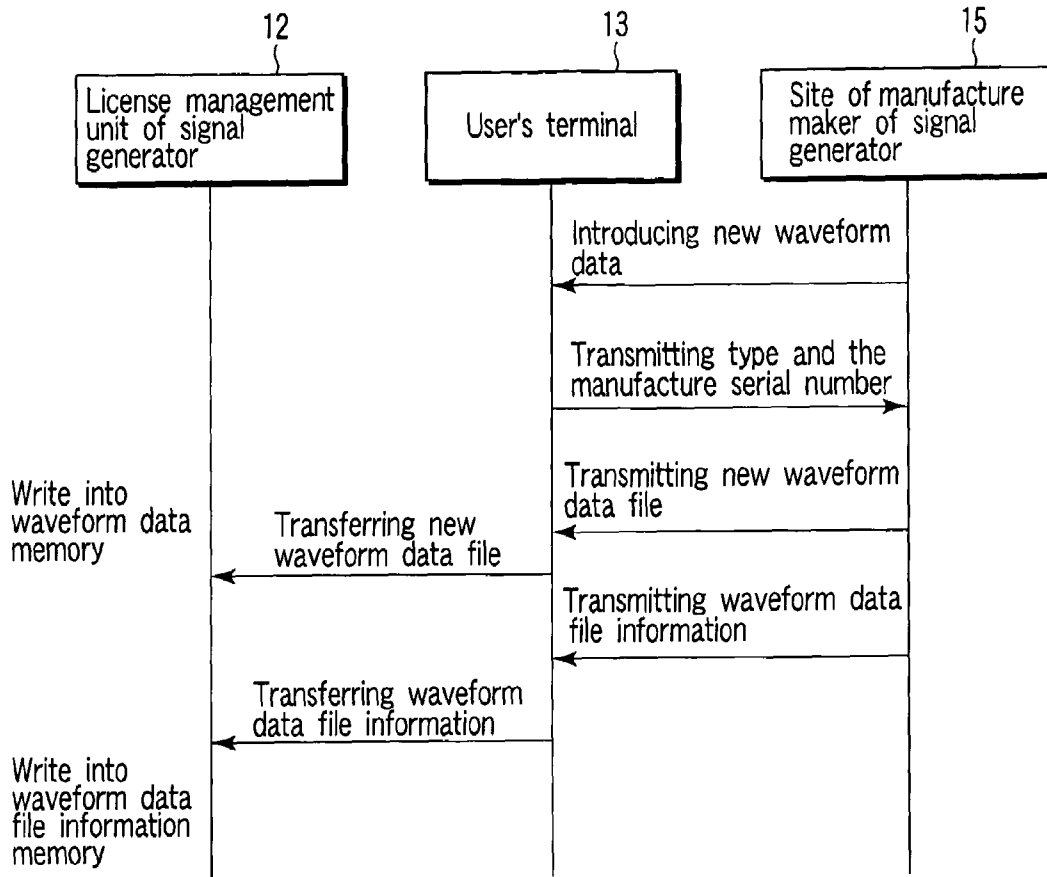 12
13
15
License management
unit of signal
generator
User's terminal
Site of manufacture
maker of signal
generator
Introducing new waveform
data
Transmitting type and the
manufacture serial number
Transmitting new waveform
data file
Write into
waveform data
memory
Transferring new
waveform data file
Transmitting waveform data
file information
Transferring waveform
data file information
Write into
waveform data
file information
memory